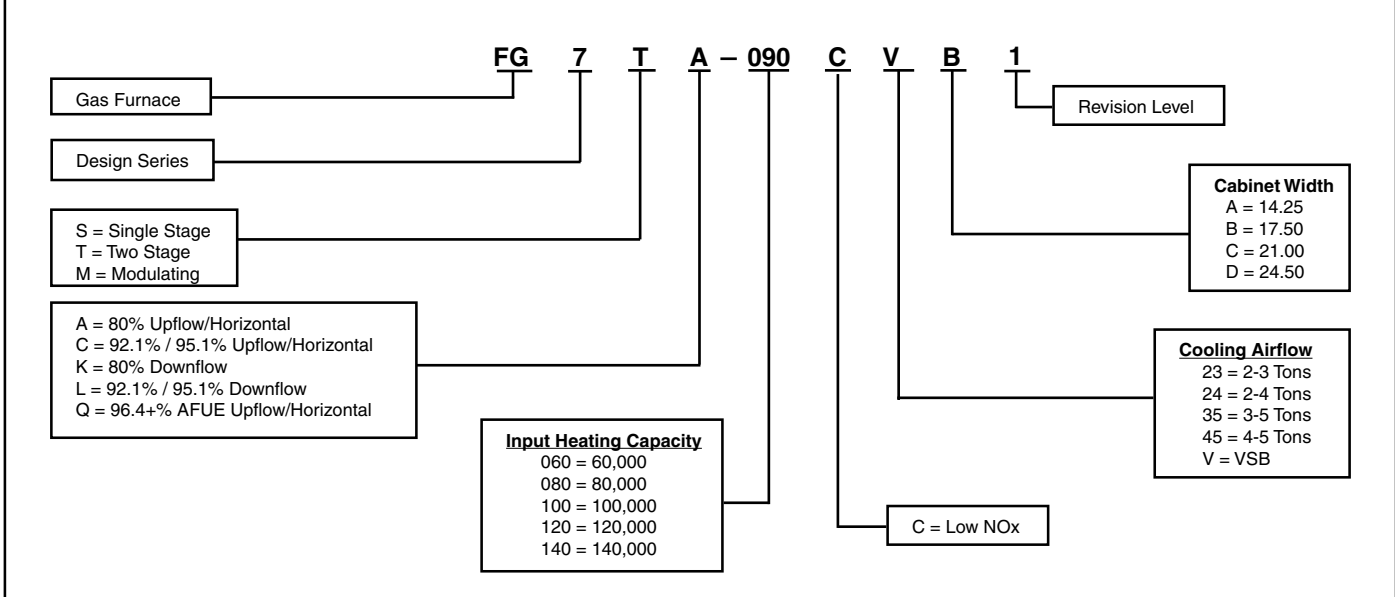 FG 7 T A – 090 C V B 1
Gas Furnace
Revision Level
Design Series
Cabinet Width
A = 14.25
B = 17.50
C = 21.00
D = 24.50
S = Single Stage
T = Two Stage
M = Modulating
A = 80% Upflow/Horizontal
C = 92.1% / 95.1% Upflow/Horizontal
K = 80% Downflow
L = 92.1% / 95.1% Downflow
Q = 96.4+% AFUE Upflow/Horizontal
Cooling Airflow
23 = 2-3 Tons
24 = 2-4 Tons
35 = 3-5 Tons
45 = 4-5 Tons
V = VSB
Input Heating Capacity
060 = 60,000
080 = 80,000
100 = 100,000
120 = 120,000
140 = 140,000
C = Low NOx